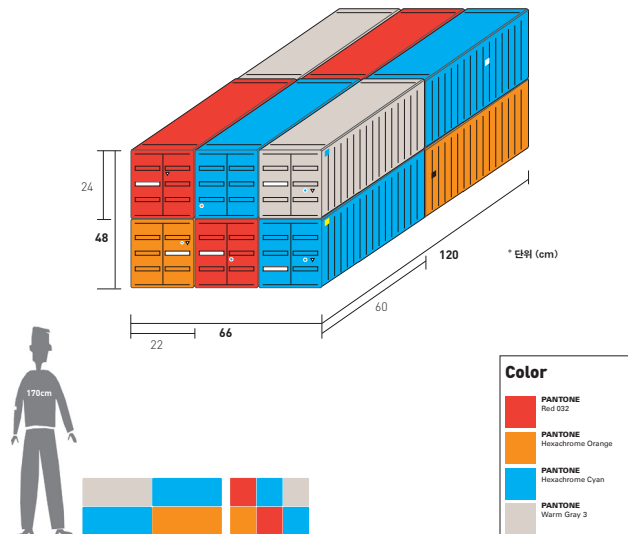 24
48
120
* 단위 (cm)
60
66
22
170cm
Color
PANTONE
Red 032
PANTONE
Hexachrome Orange
PANTONE
Hexachrome Cyan
PANTONE
Warm Gray 3